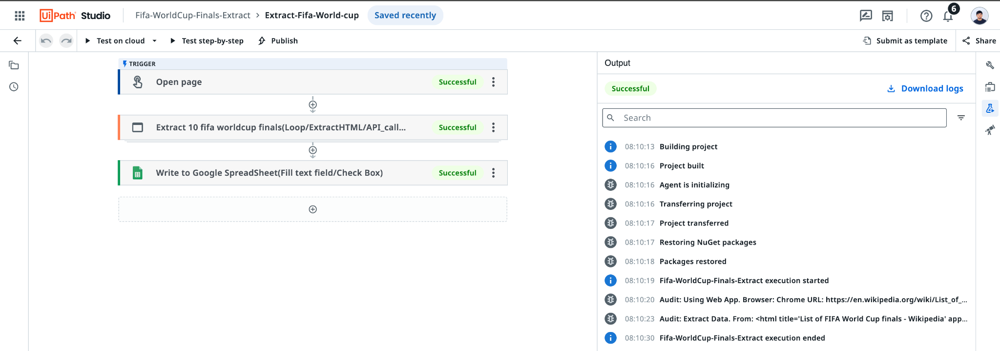 UiPath Studio Fifa-WorldCup-Finals-Extract > Extract-Fifa-World-cup Saved recently 6
Test on cloud Test step-by-step Publish Submit as template Share
TRIGGER
Open page Successful
Extract 10 fifa worldcup finals(Loop/ExtractHTML/API_call... Successful
Write to Google SpreadSheet(Fill text field/Check Box) Successful
Output
Successful Download logs
Search
08:10:13 Building project
08:10:16 Project built
08:10:16 Agent is initializing
08:10:16 Transferring project
08:10:17 Project transferred
08:10:17 Restoring NuGet packages
08:10:18 Packages restored
08:10:19 Fifa-WorldCup-Finals-Extract execution started
08:10:20 Audit: Using Web App. Browser: Chrome URL: https://en.wikipedia.org/wiki/List_of_...
08:10:23 Audit: Extract Data. From: <html title='List of FIFA World Cup finals - Wikipedia' app...
08:10:30 Fifa-WorldCup-Finals-Extract execution ended